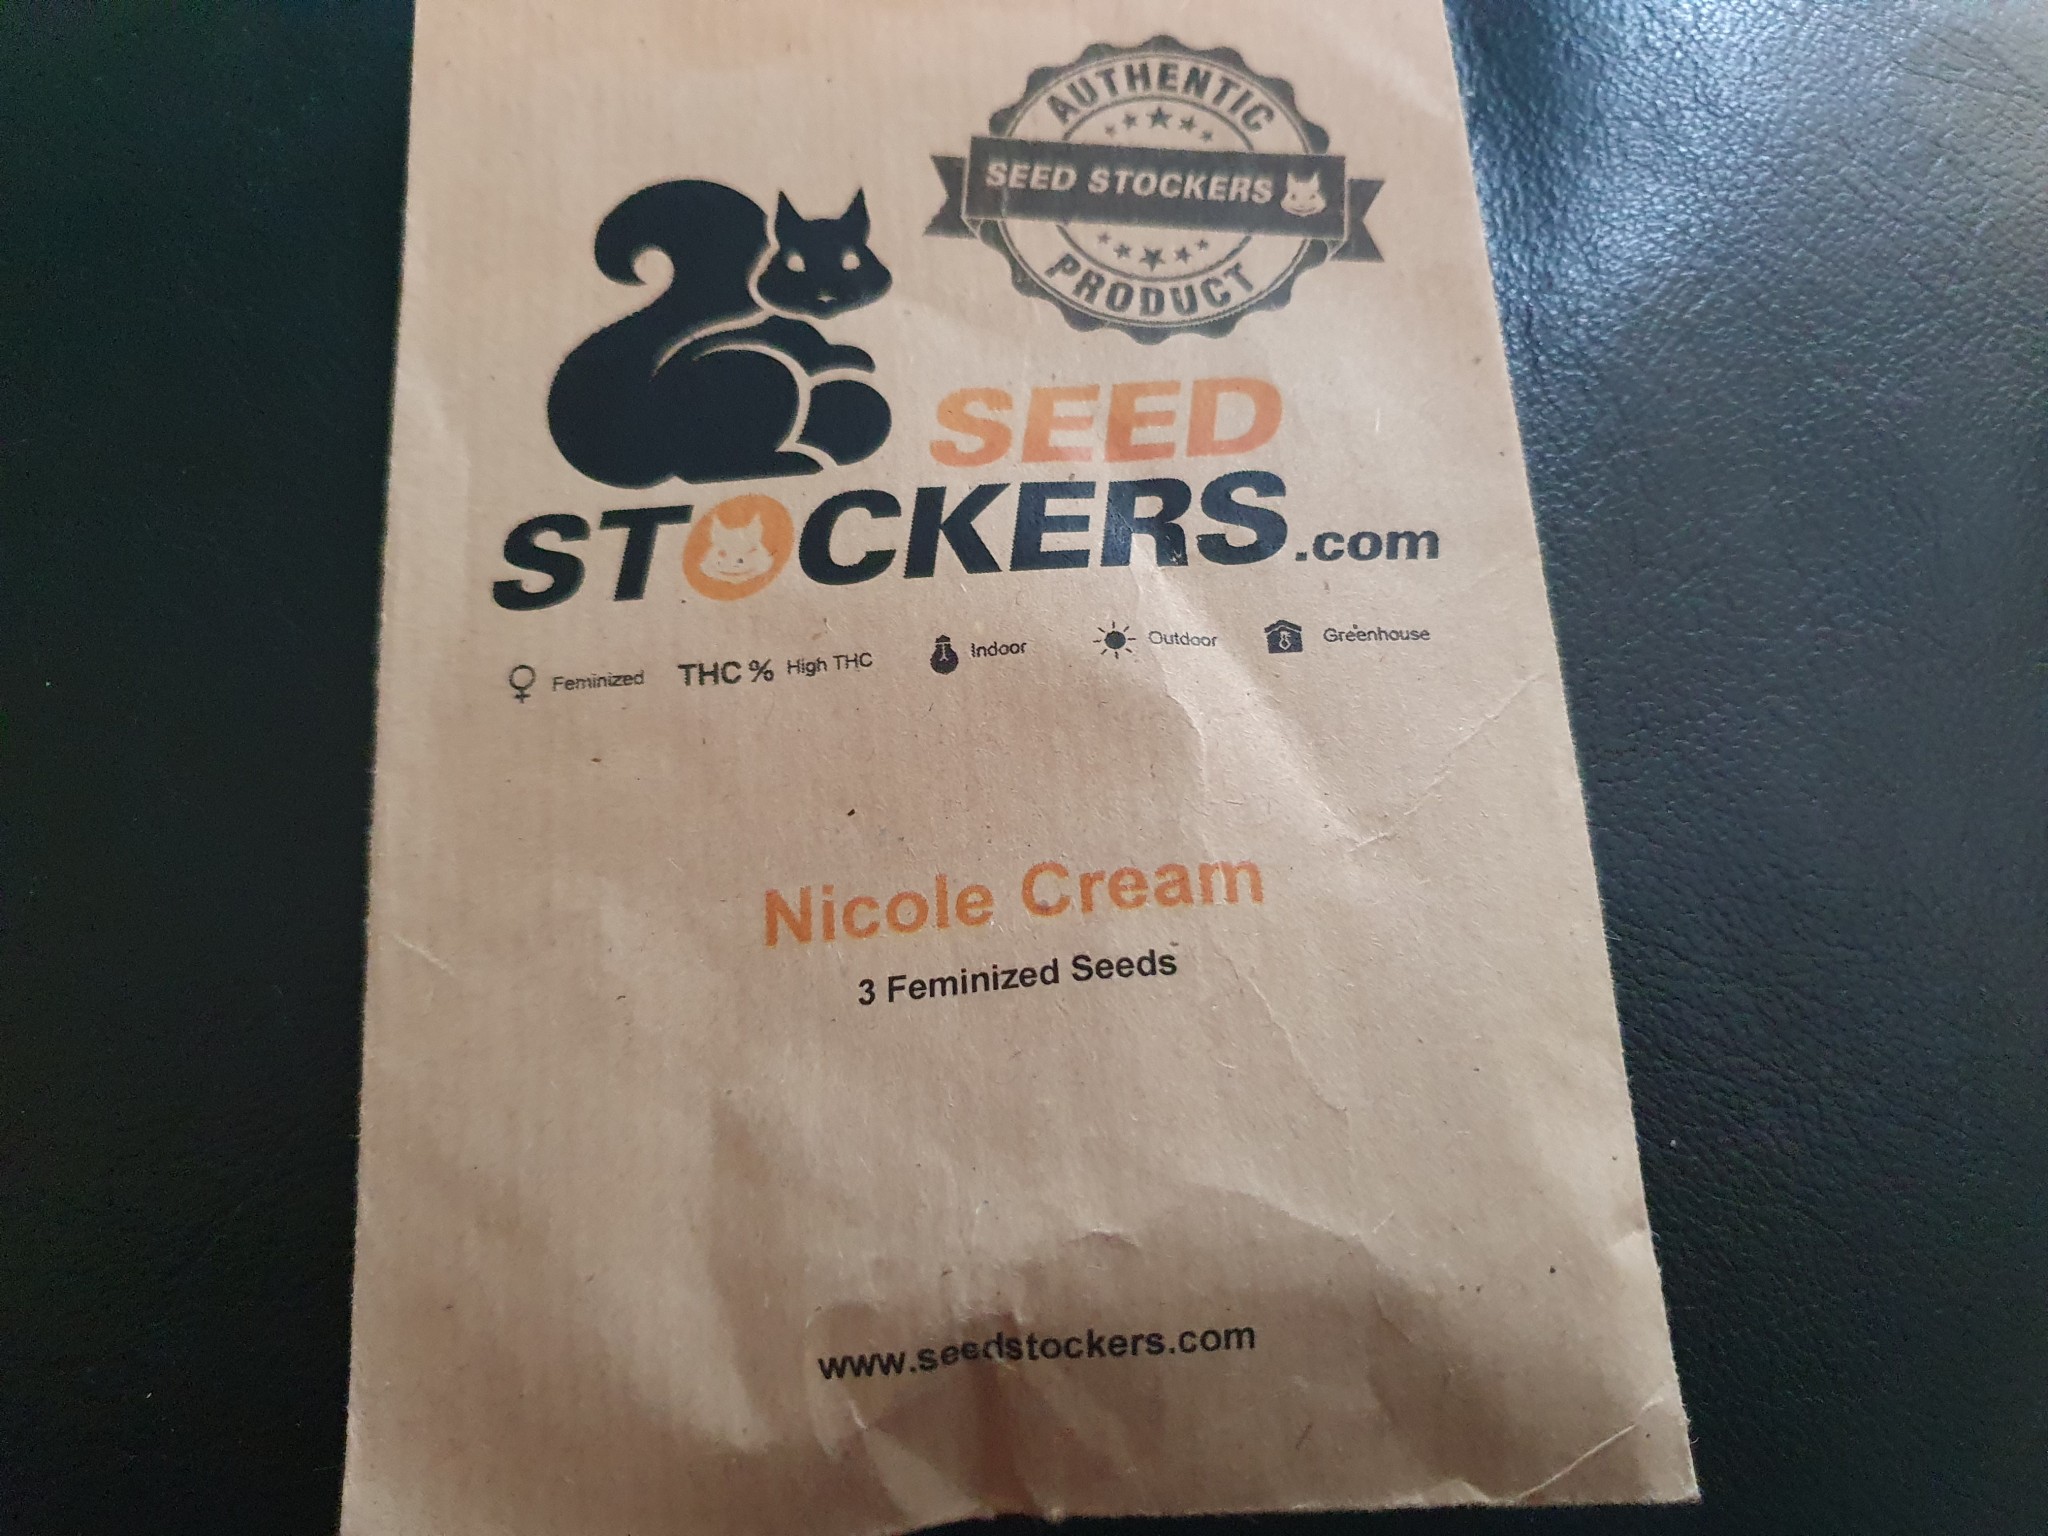 AUTHENTIC
SEED STOCKERS
PRODUCT
SEED
STOCKERS.com
Feminized THC % High THC Indoor Outdoor Greenhouse
Nicole Cream
3 Feminized Seeds
www.seedstockers.com